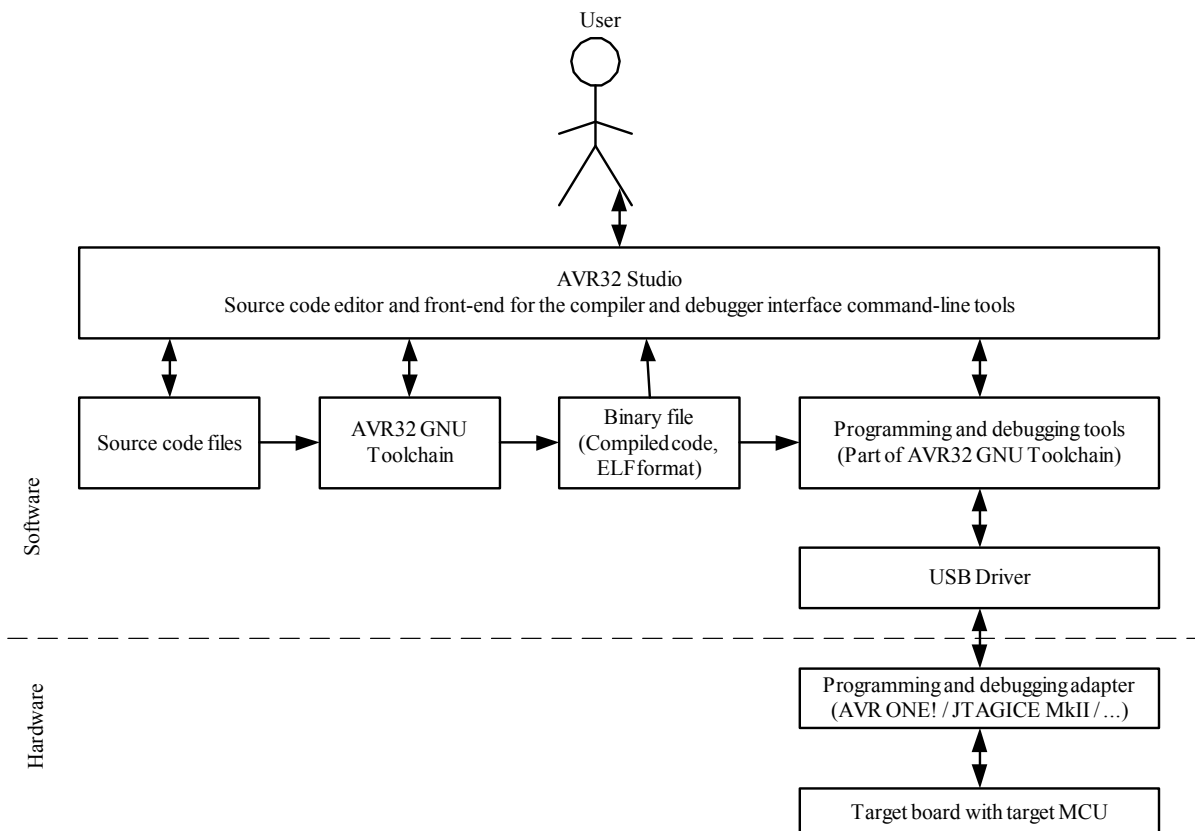 User
AVR32 Studio
Source code editor and front-end for the compiler and debugger interface command-line tools
Source code files
AVR32 GNU
Toolchain
Binary file
(Compiled code,
ELF format)
Programming and debugging tools
(Part of AVR32 GNU Toolchain)
Software
USB Driver
Hardware
Programming and debugging adapter
(AVR ONE! / JTAGICE MkII / ...)
Target board with target MCU